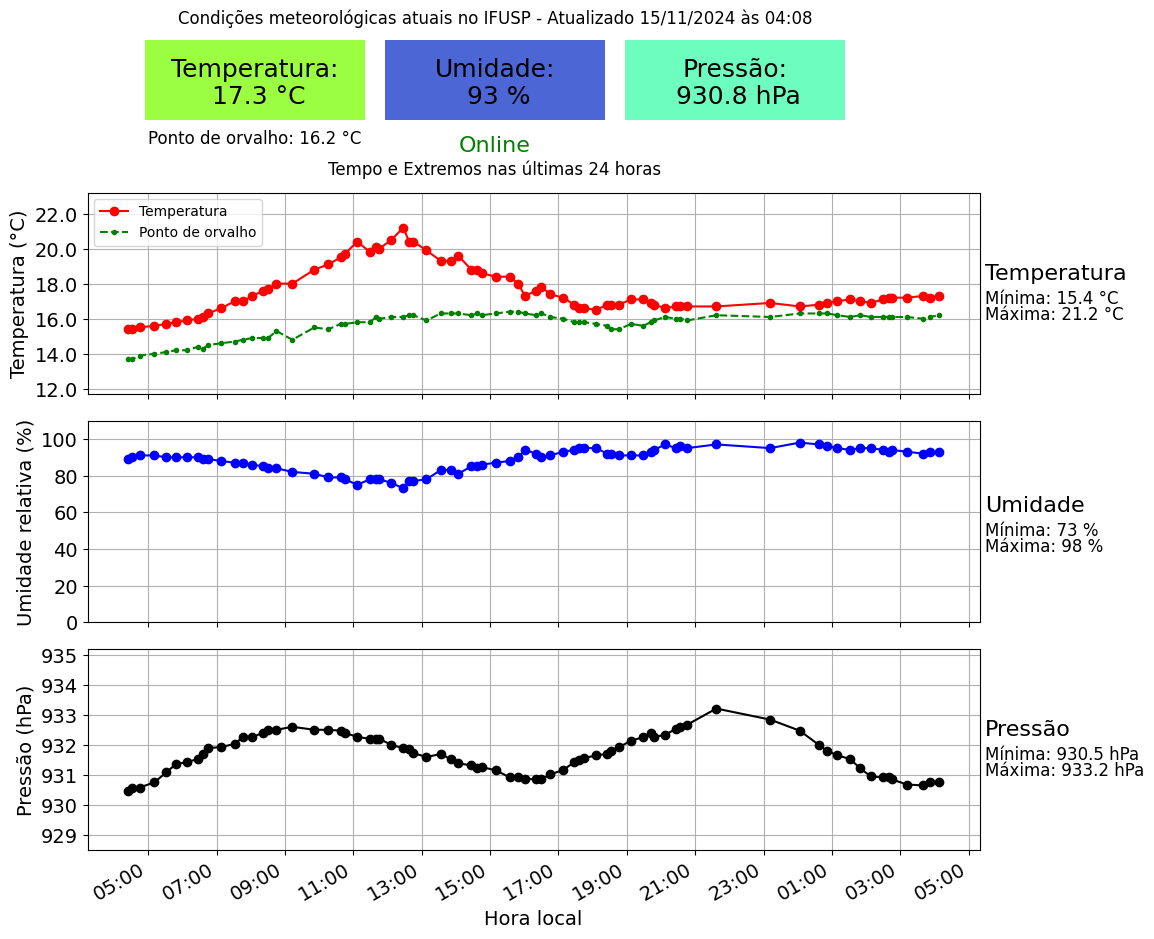 Condições meteorológicas atuais no IFUSP - Atualizado 15/11/2024 às 04:08
Temperatura:
17.3 °C
Umidade:
93 %
Pressão:
930.8 hPa
Ponto de orvalho: 16.2 °C
Online
Tempo e Extremos nas últimas 24 horas
Temperatura (°C)
22.0
20.0
18.0
16.0
14.0
12.0
Temperatura
Ponto de orvalho
Temperatura
Mínima: 15.4 °C
Máxima: 21.2 °C
Umidade relativa (%)
100
80
60
40
20
0
Umidade
Mínima: 73 %
Máxima: 98 %
Pressão (hPa)
935
934
933
932
931
930
929
Pressão
Mínima: 930.5 hPa
Máxima: 933.2 hPa
05:00 07:00 09:00 11:00 13:00 15:00 17:00 19:00 21:00 23:00 01:00 03:00 05:00
Hora local